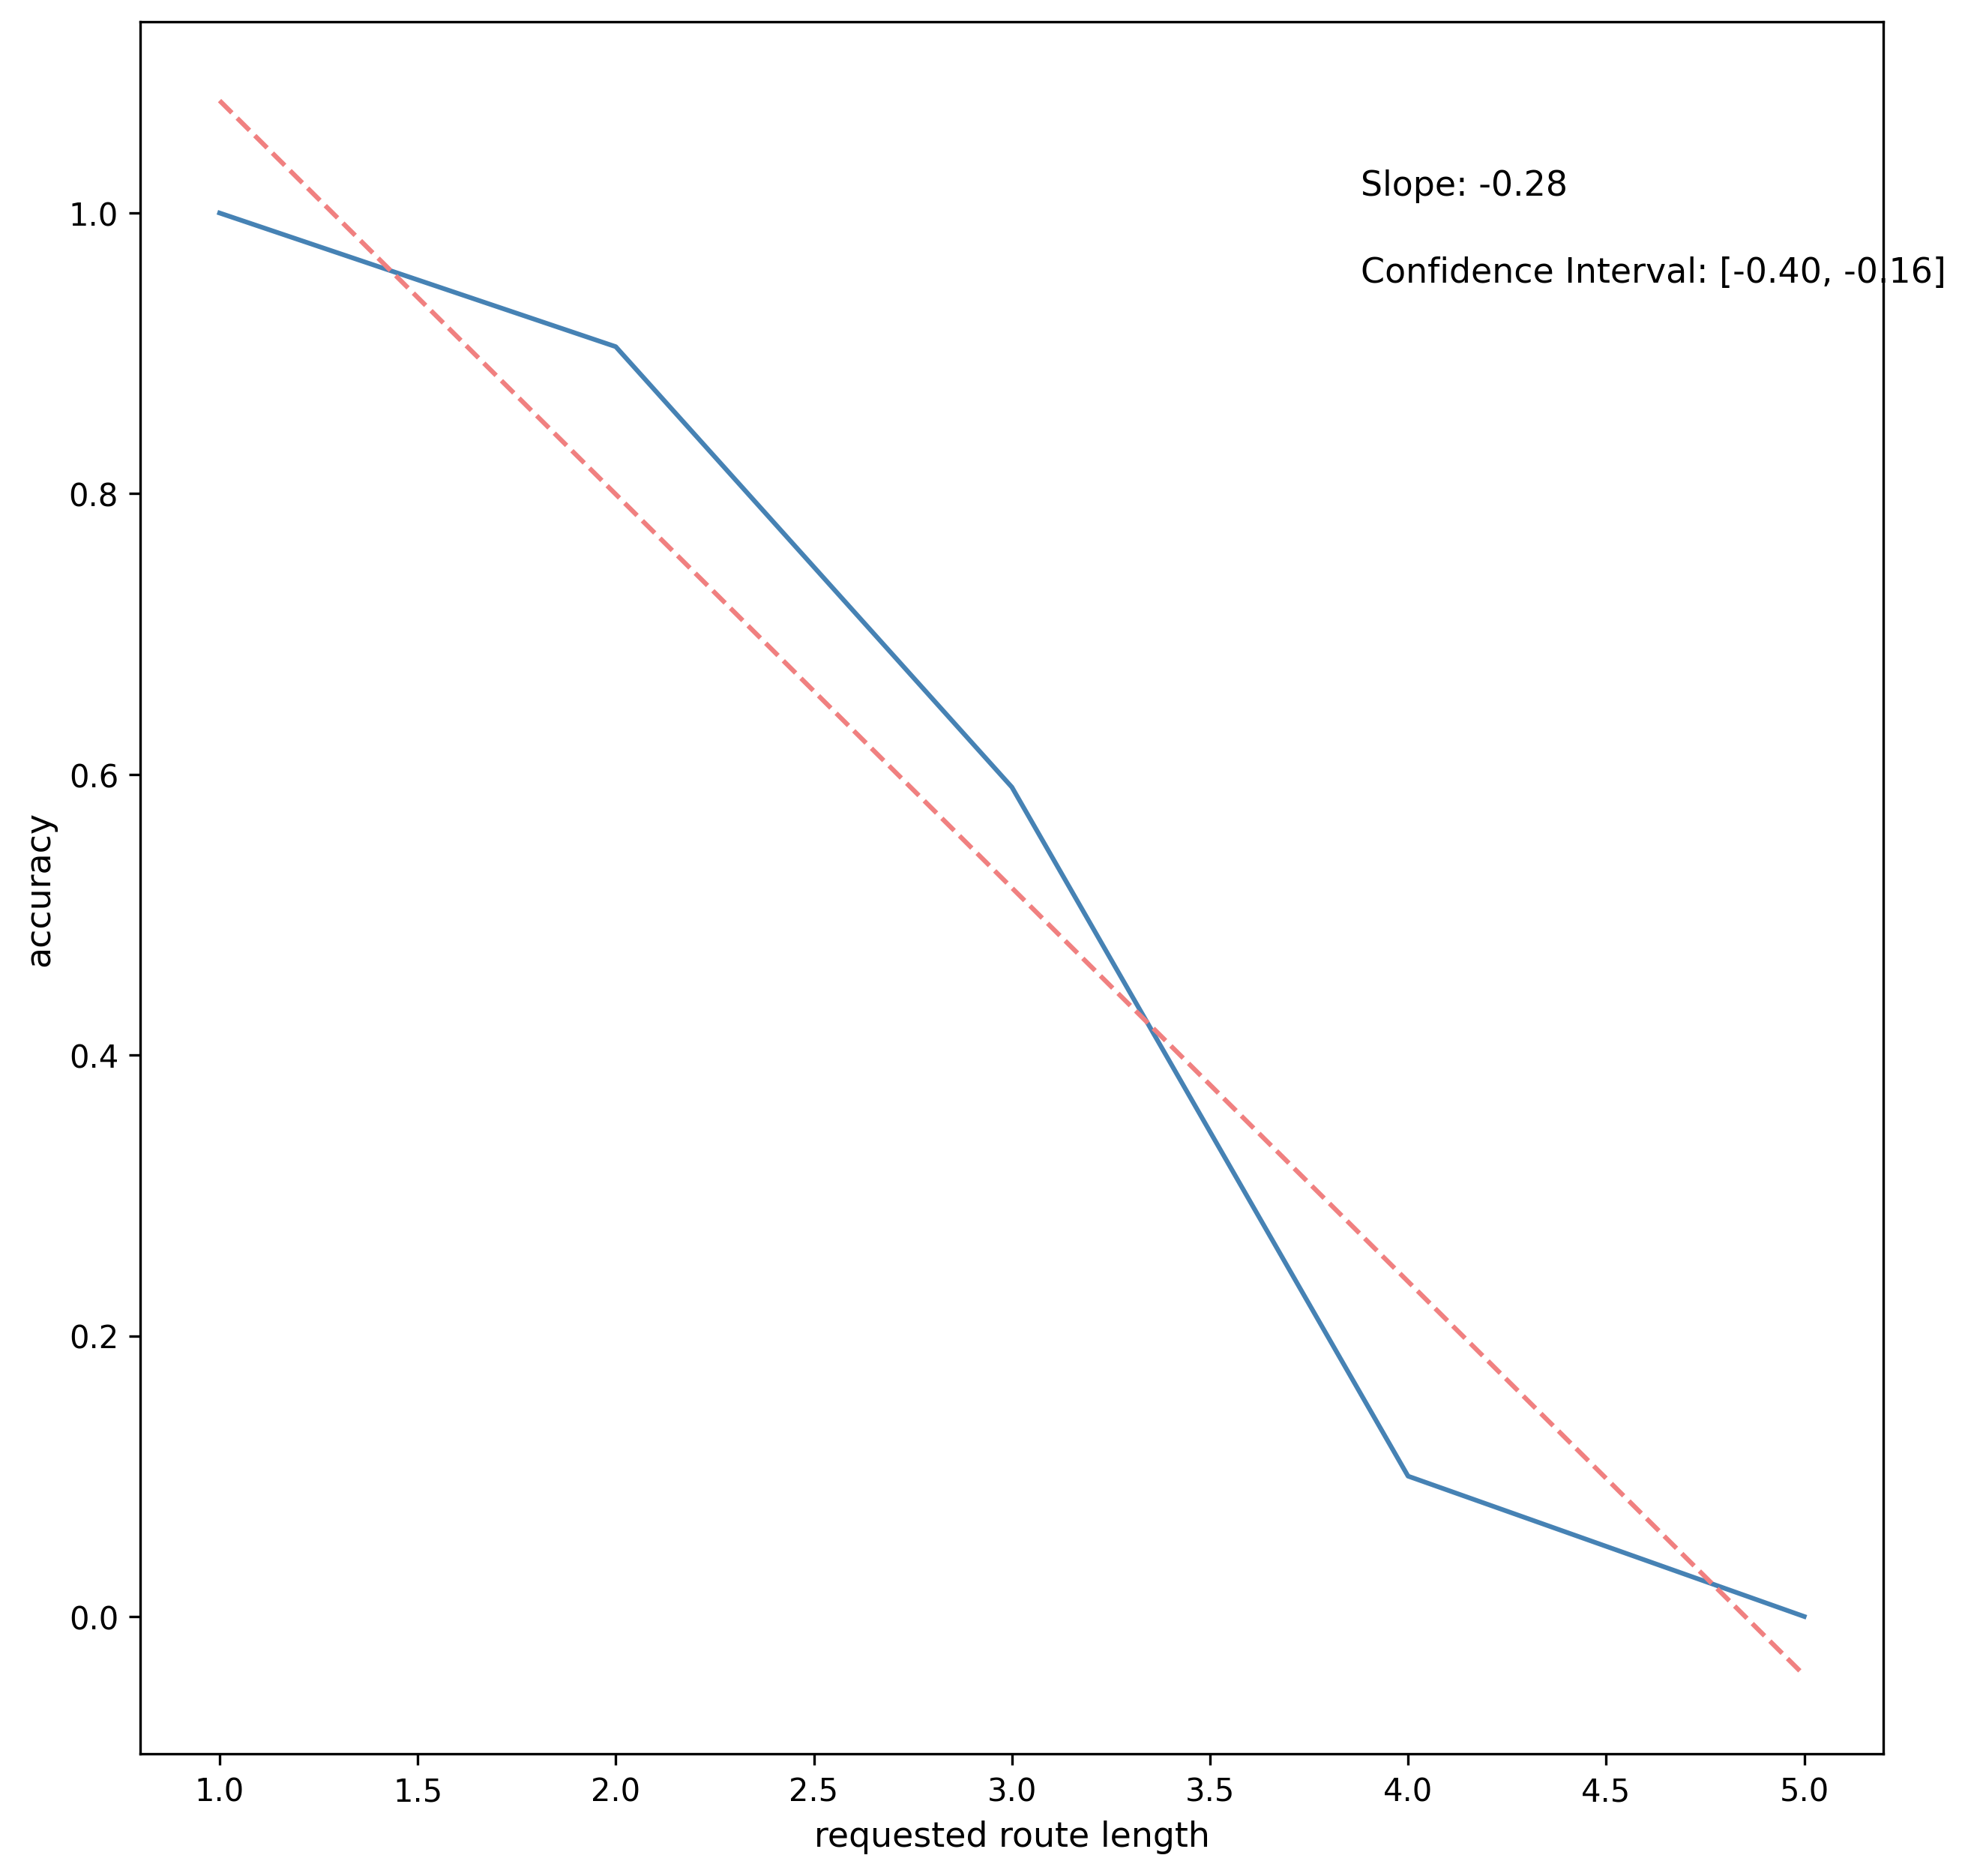 Slope: -0.28
Confidence Interval: [-0.40, -0.16]
1.0
0.8
0.6
0.4
0.2
0.0
accuracy
1.0 1.5 2.0 2.5 3.0 3.5 4.0 4.5 5.0
requested route length